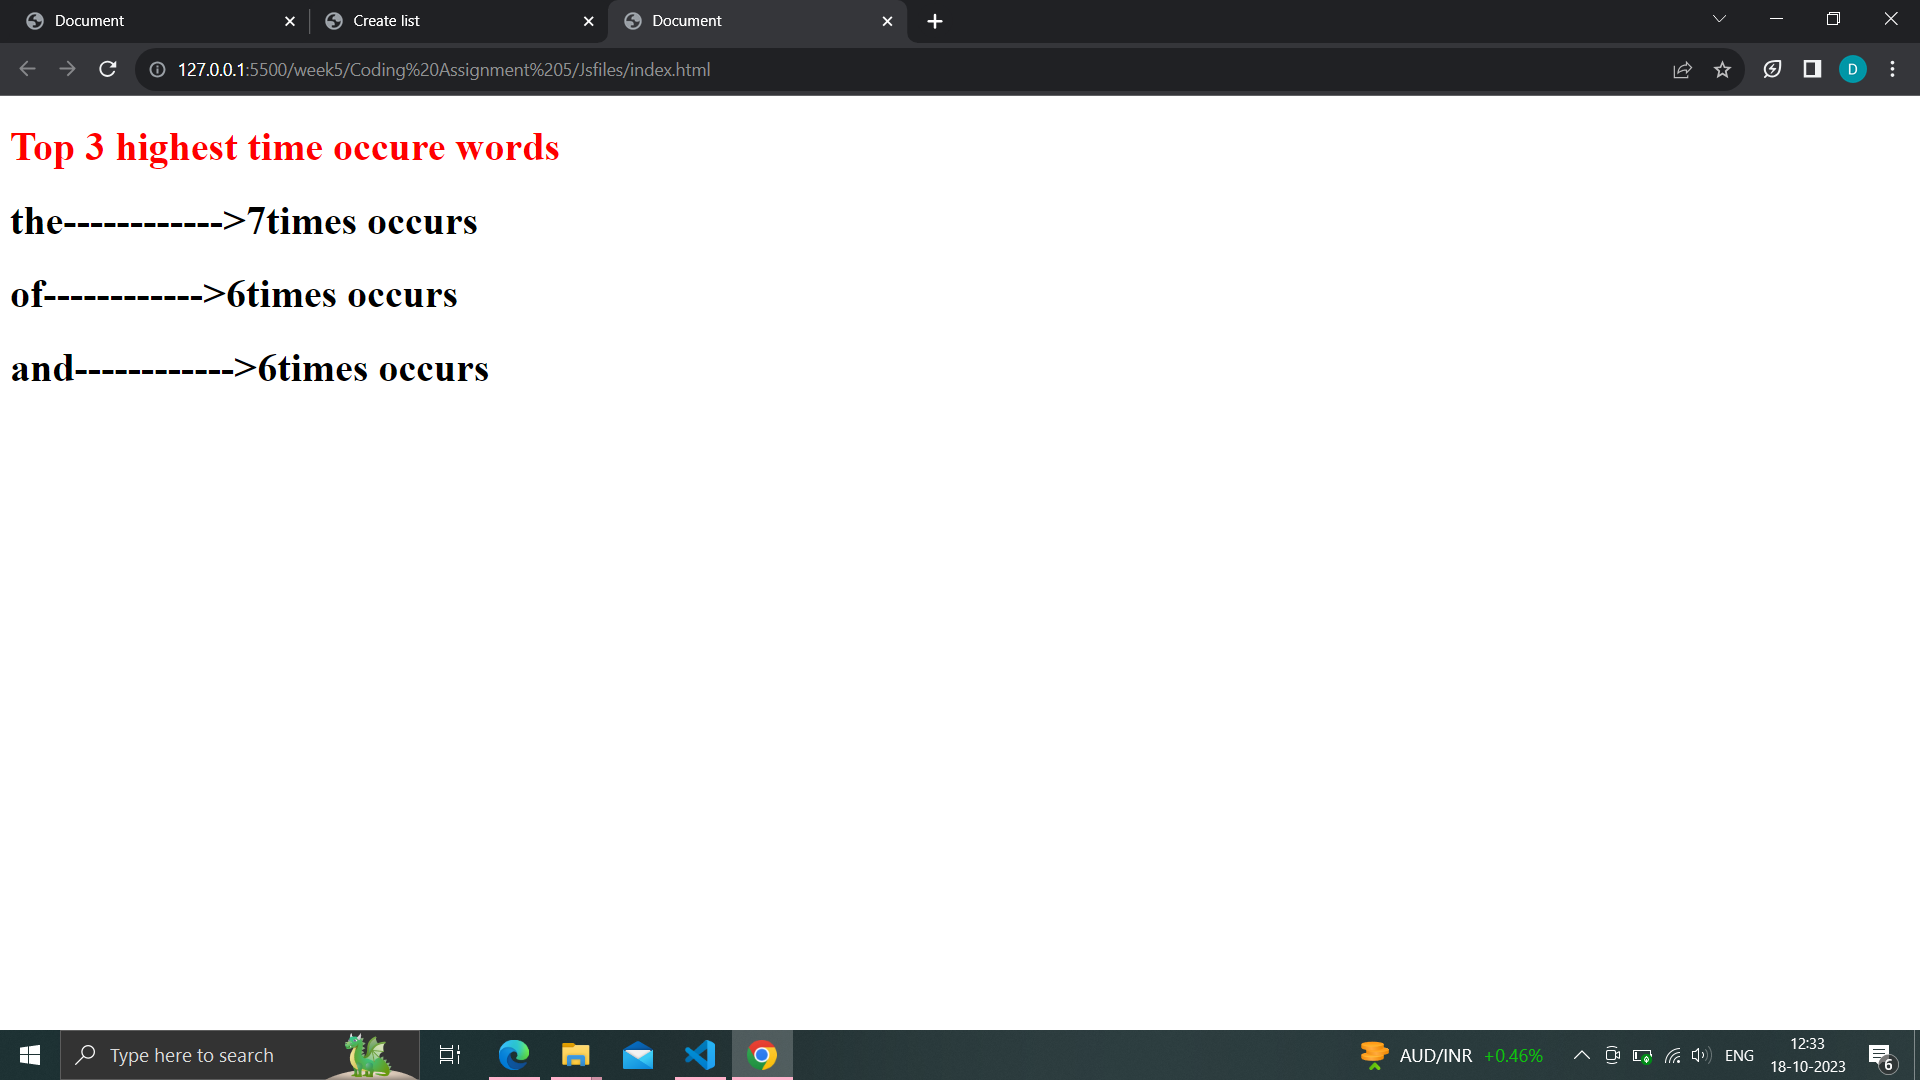 Document
Create list
Document
127.0.0.1:5500/week5/Coding%20Assignment%205/Jsfiles/index.html
D
Top 3 highest time occure words
the------------>7times occurs
of------------>6times occurs
and------------>6times occurs
Type here to search
AUD/INR +0.46%
ENG
12:33
18-10-2023
6